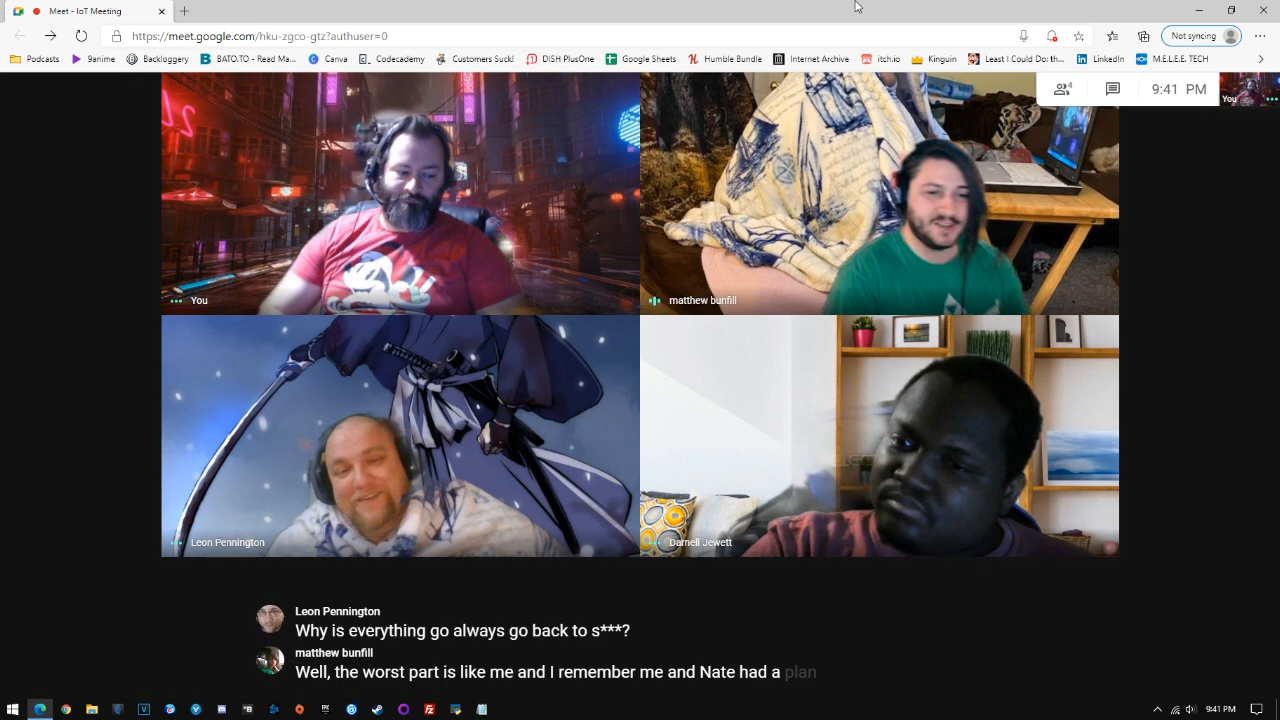 Meet - IoT Meeting
https://meet.google.com/hku-zgco-gtz?authuser=0
Not syncing
Podcasts
9anime
Backloggery
BATO.TO - Read Ma...
Canva
Codecademy
Customers Suck!
DISH PlusOne
Google Sheets
Humble Bundle
Internet Archive
itch.io
Kinguin
Least I Could Do: th...
LinkedIn
M.E.L.E.E. TECH
4
9:41 PM
You
You
matthew bunfill
Leon Pennington
Darnell Jewett
Leon Pennington
Why is everything go always go back to s***?
matthew bunfill
Well, the worst part is like me and I remember me and Nate had a plan
9:41 PM